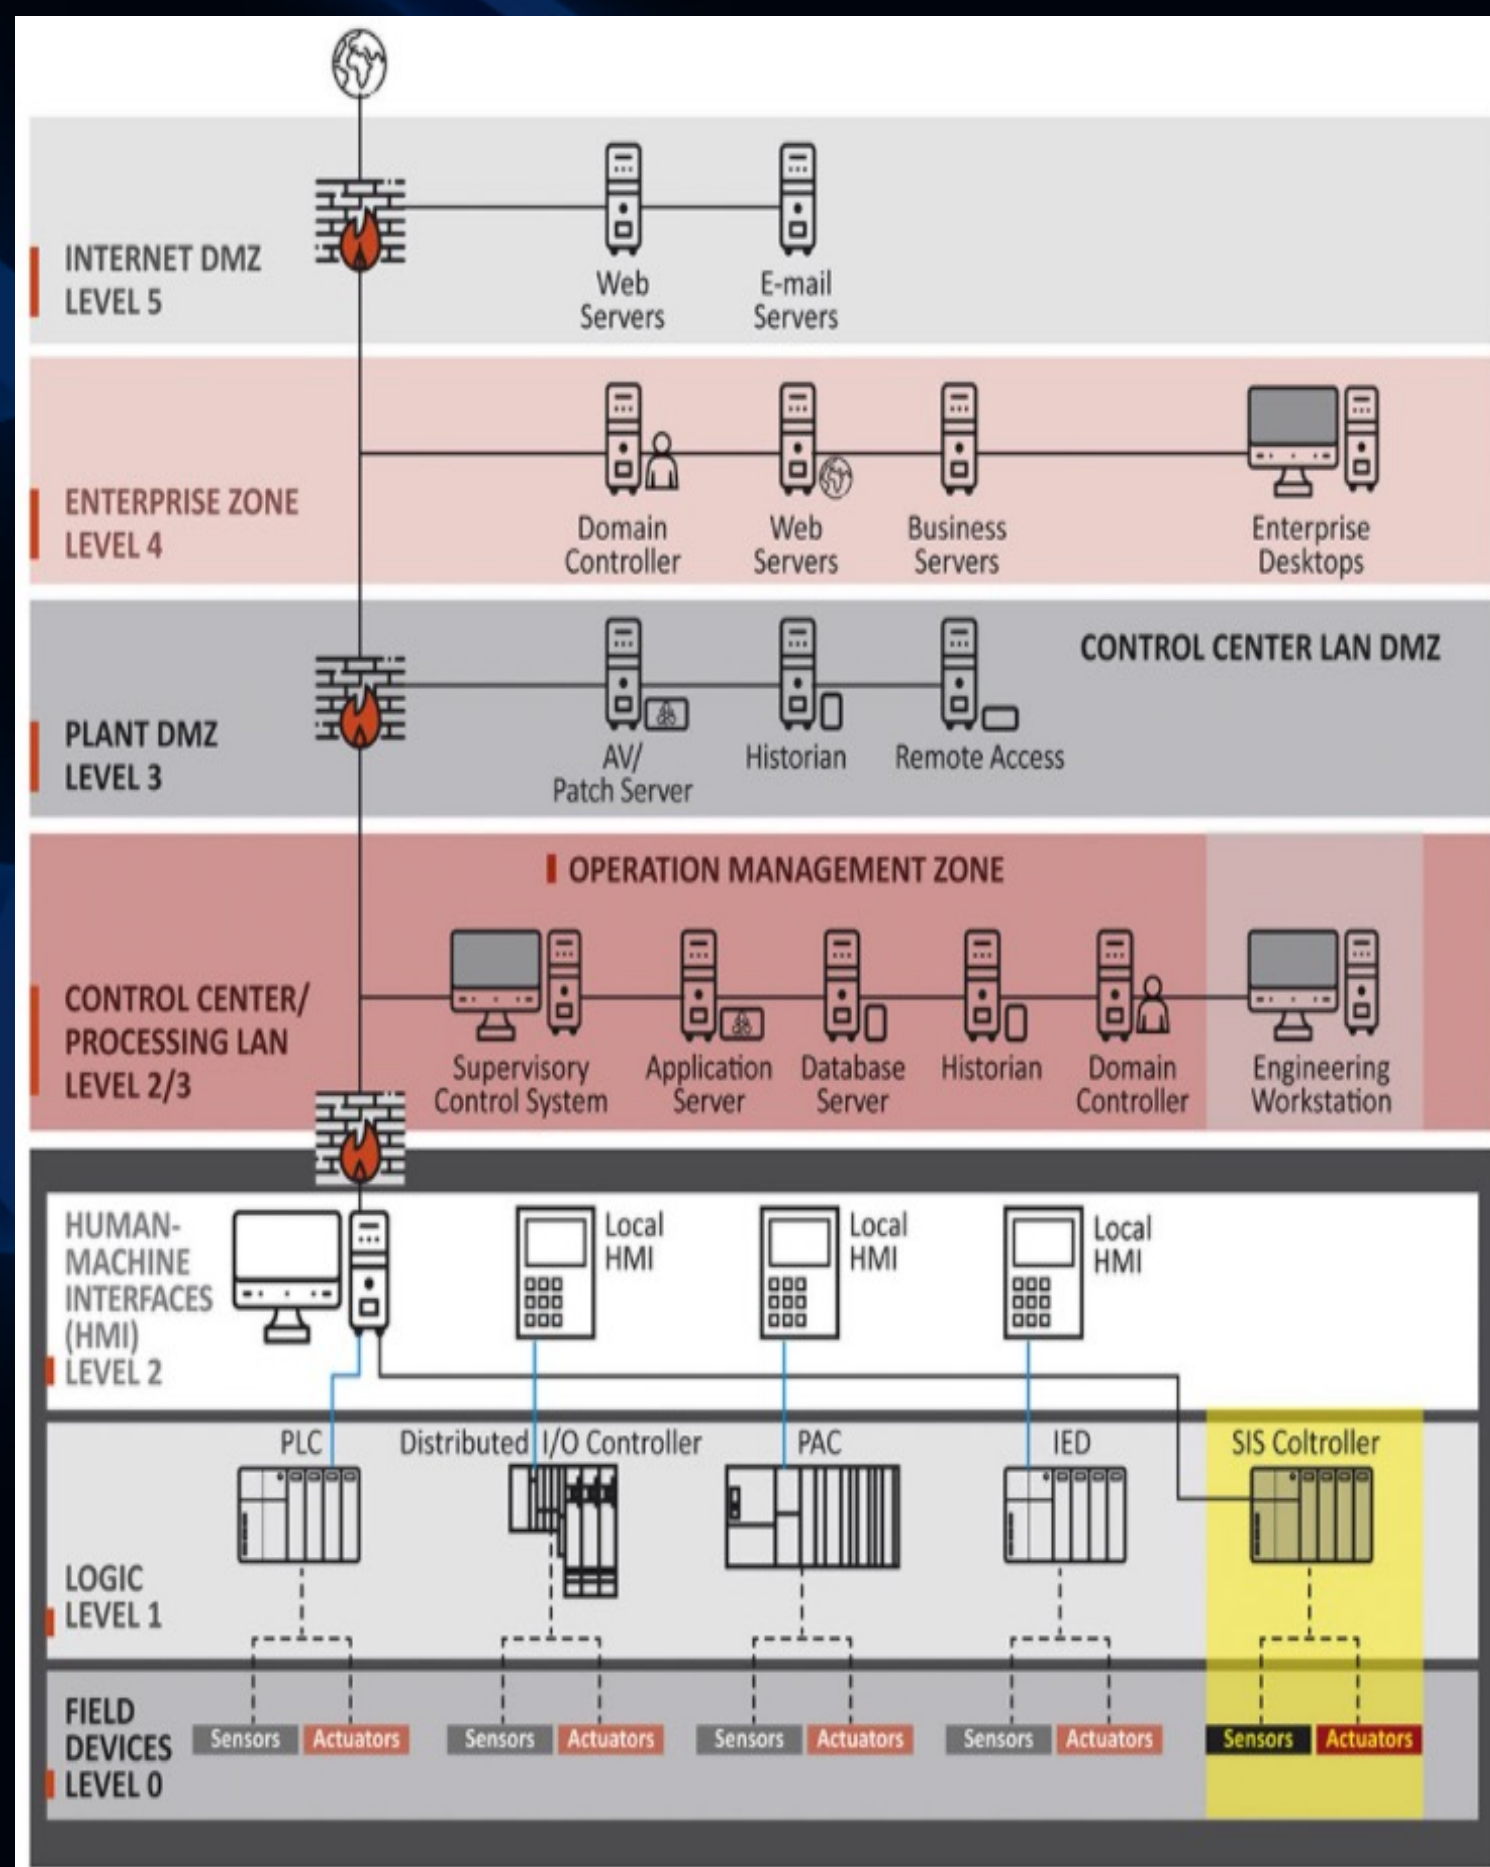 INTERNET DMZ
LEVEL 5
Web
Servers
E-mail
Servers
ENTERPRISE ZONE
LEVEL 4
Domain
Controller
Web
Servers
Business
Servers
Enterprise
Desktops
CONTROL CENTER LAN DMZ
PLANT DMZ
LEVEL 3
AV/
Patch Server
Historian
Remote Access
OPERATION MANAGEMENT ZONE
CONTROL CENTER/
PROCESSING LAN
LEVEL 2/3
Supervisory
Control System
Application
Server
Database
Server
Historian
Domain
Controller
Engineering
Workstation
HUMAN-
MACHINE
INTERFACES
(HMI)
LEVEL 2
Local
HMI
Local
HMI
Local
HMI
PLC
Distributed I/O Controller
PAC
IED
SIS Coltroller
LOGIC
LEVEL 1
FIELD
DEVICES
LEVEL 0
Sensors
Actuators
Sensors
Actuators
Sensors
Actuators
Sensors
Actuators
Sensors
Actuators